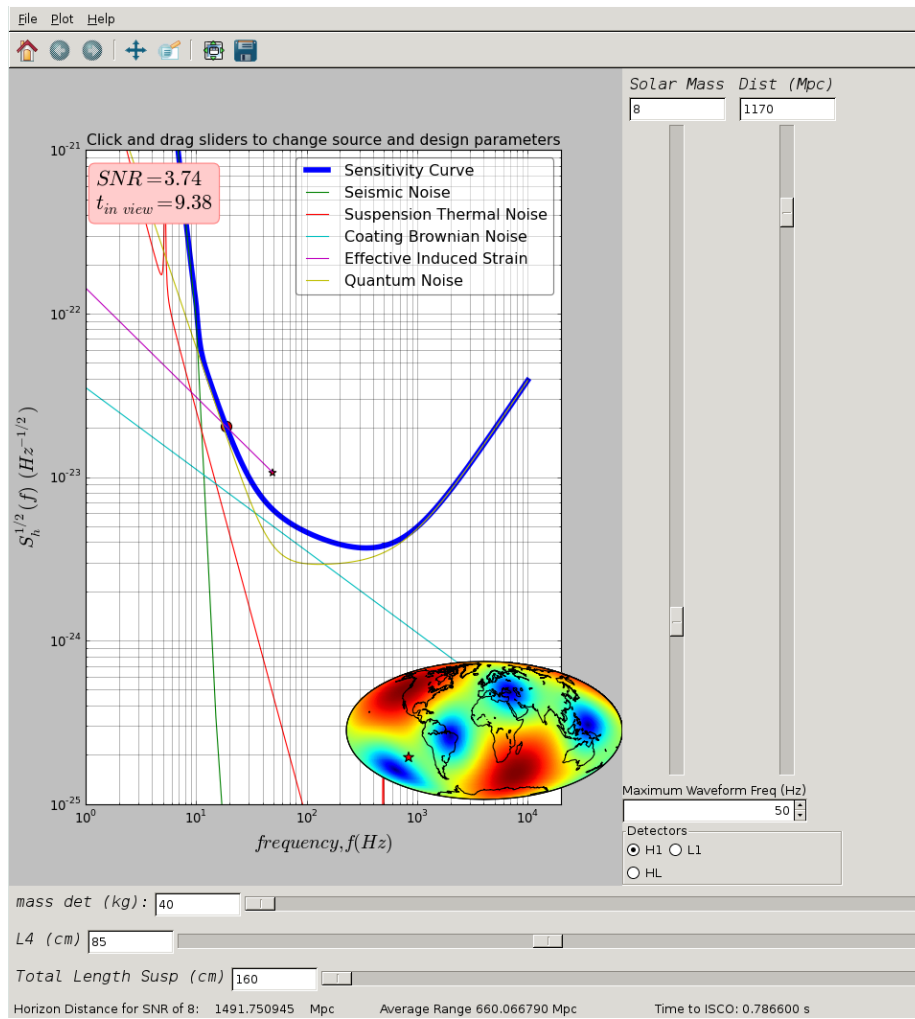 File Plot Help
Solar Mass Dist (Mpc)
8 1170
Click and drag sliders to change source and design parameters
10^-21
SNR=3.74
t_in view=9.38
Sensitivity Curve
Seismic Noise
Suspension Thermal Noise
Coating Brownian Noise
Effective Induced Strain
Quantum Noise
10^-22
10^-23
S_h^1/2(f) (Hz^-1/2)
10^-24
10^-25
10^0 10^1 10^2 10^3 10^4
frequency,f(Hz)
Maximum Waveform Freq (Hz)
50
Detectors
H1 L1
HL
mass det (kg): 40
L4 (cm) 85
Total Length Susp (cm) 160
Horizon Distance for SNR of 8: 1491.750945 Mpc Average Range 660.066790 Mpc Time to ISCO: 0.786600 s